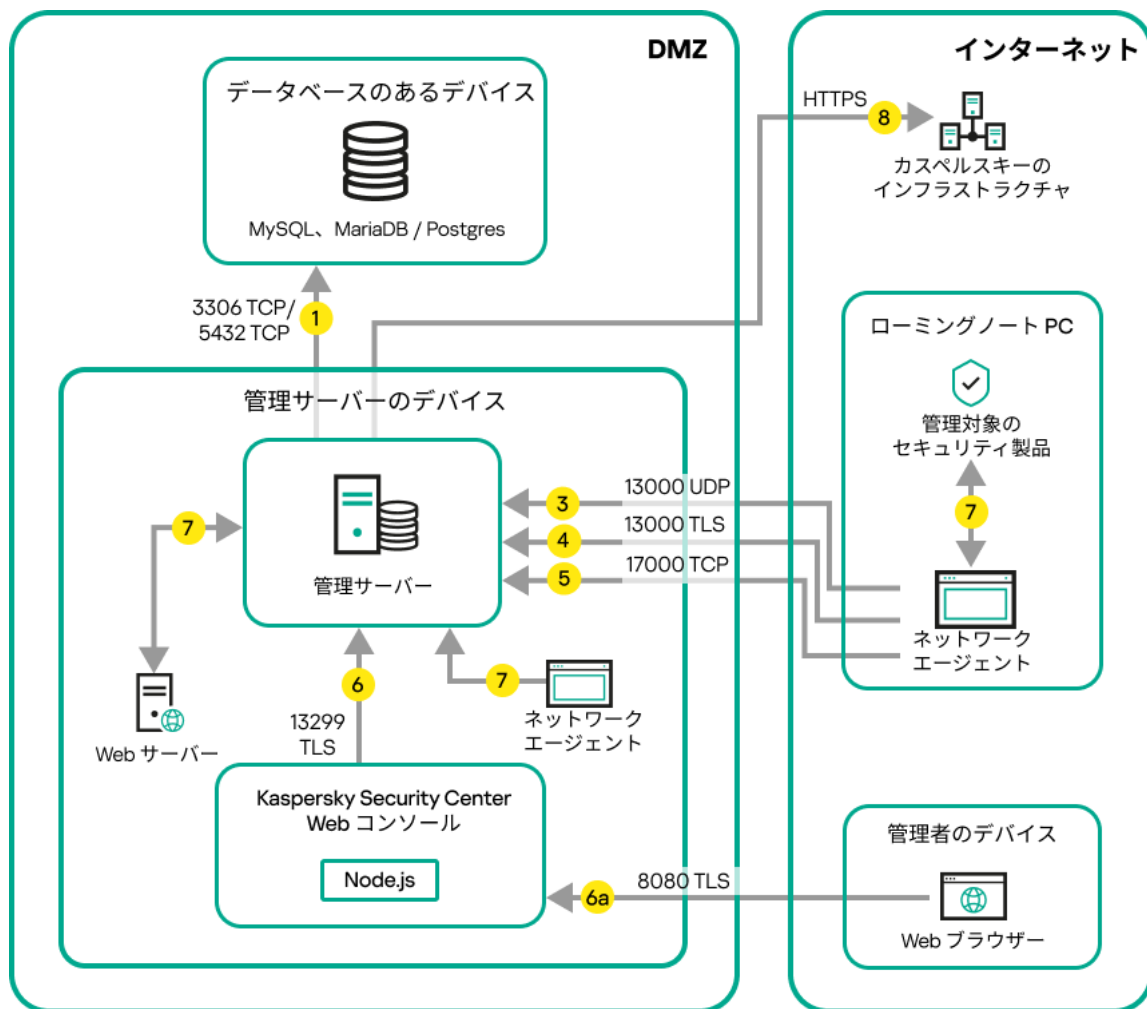 DMZ
データベースのあるデバイス
MySQL、MariaDB / Postgres
3306 TCP/
5432 TCP
1
管理サーバーのデバイス
管理サーバー
7
Web サーバー
6
13299
TLS
7
ネットワーク
エージェント
Kaspersky Security Center
Web コンソール
Node.js
インターネット
HTTPS
8
カスペルスキーの
インフラストラクチャ
ローミングノート PC
管理対象の
セキュリティ製品
7
ネットワーク
エージェント
13000 UDP
3
13000 TLS
4
17000 TCP
5
管理者のデバイス
Web ブラウザー
8080 TLS
6a